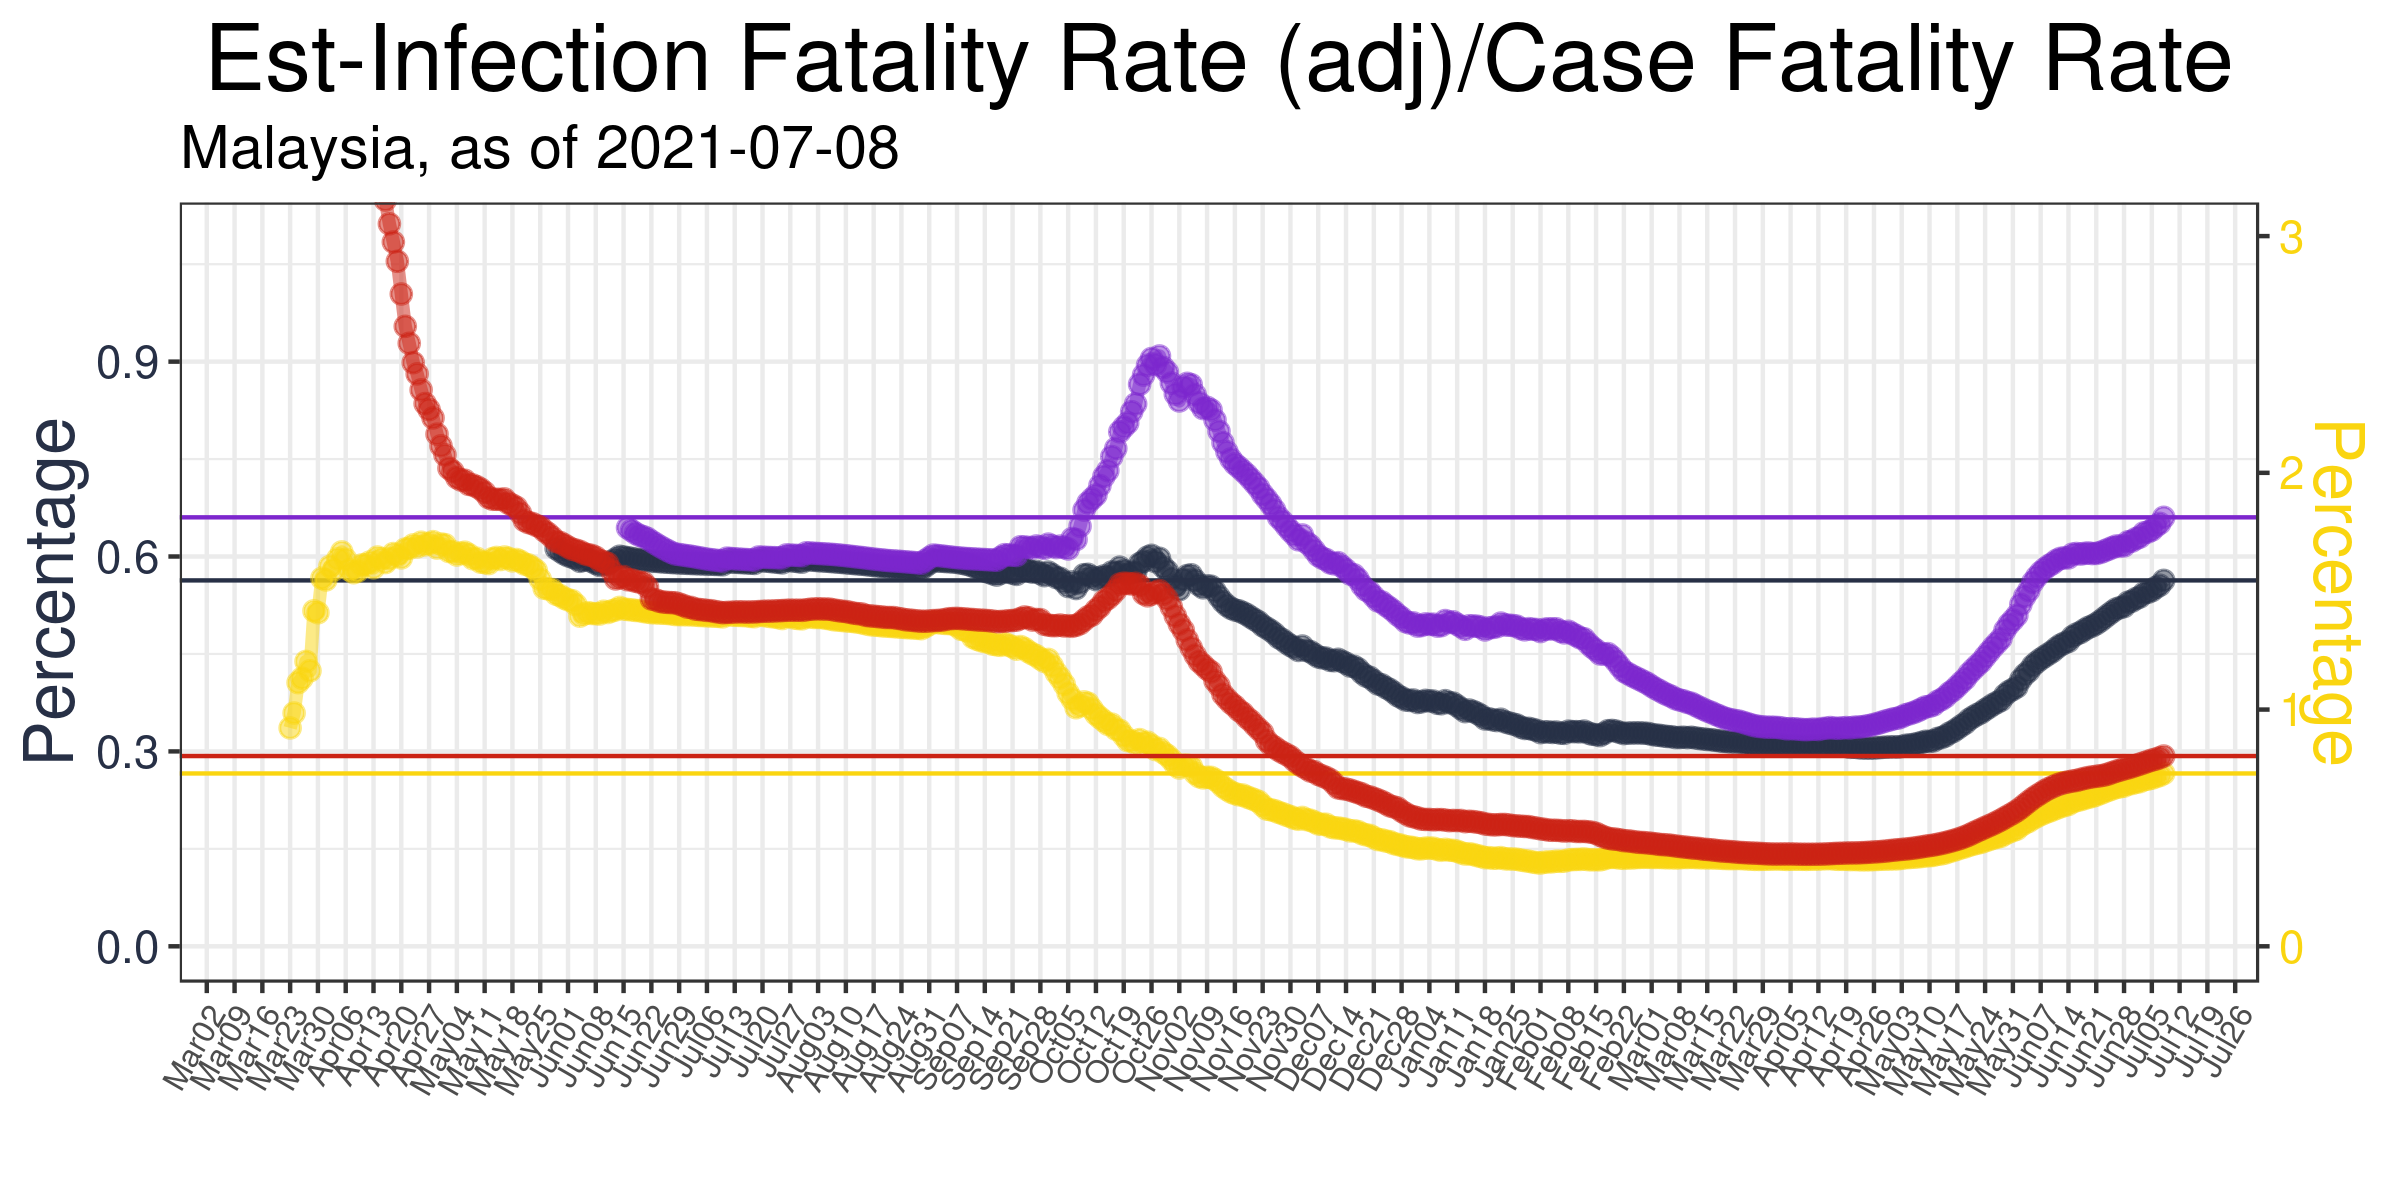 Est-Infection Fatality Rate (adj)/Case Fatality Rate
Malaysia, as of 2021-07-08
Percentage
0.9
0.6
0.3
0.0
3
2
1
0
Percentage
Mar02
Mar09
Mar16
Mar23
Mar30
Apr06
Apr13
Apr20
Apr27
May04
May11
May18
May25
Jun01
Jun08
Jun15
Jun22
Jun29
Jul06
Jul13
Jul20
Jul27
Aug03
Aug10
Aug17
Aug24
Aug31
Sep07
Sep14
Sep21
Sep28
Oct05
Oct12
Oct19
Oct26
Nov02
Nov09
Nov16
Nov23
Nov30
Dec07
Dec14
Dec21
Dec28
Jan04
Jan11
Jan18
Jan25
Feb01
Feb08
Feb15
Feb22
Mar01
Mar08
Mar15
Mar22
Mar29
Apr05
Apr12
Apr19
Apr26
May03
May10
May17
May24
May31
Jun07
Jun14
Jun21
Jun28
Jul05
Jul12
Jul19
Jul26